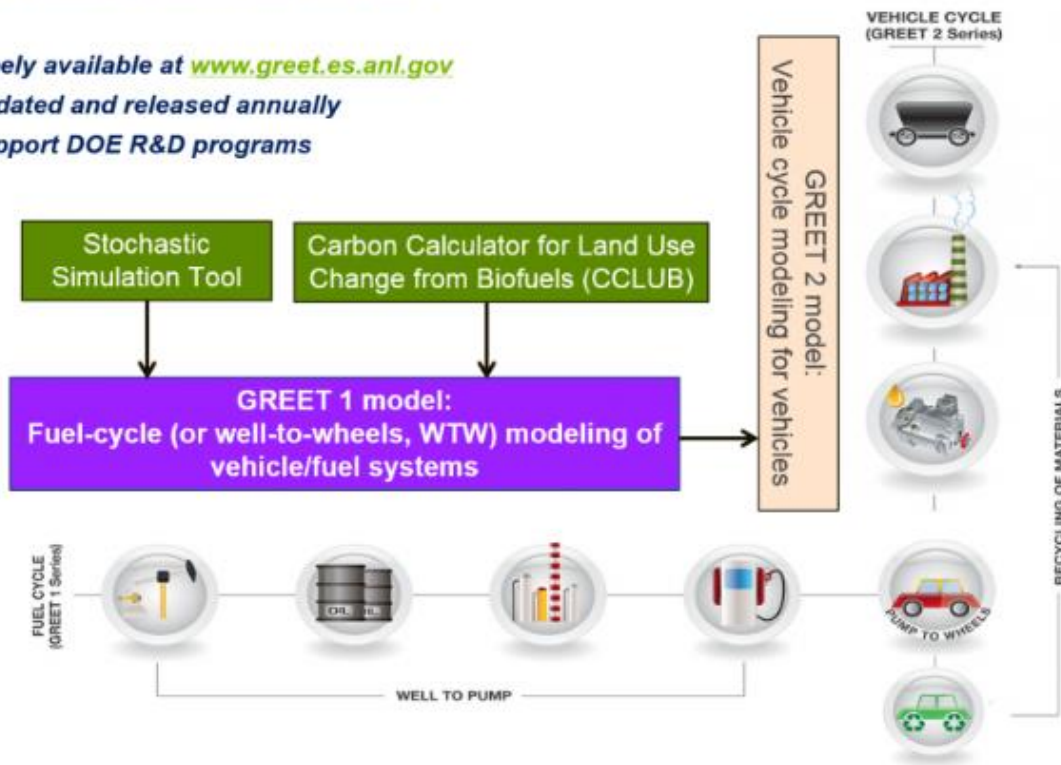 VEHICLE CYCLE
(GREET 2 Series)
ely available at www.greet.es.anl.gov
dated and released annually
pport DOE R&D programs
Stochastic
Simulation Tool
Carbon Calculator for Land Use
Change from Biofuels (CCLUB)
GREET 2 model:
Vehicle cycle modeling for vehicles
GREET 1 model:
Fuel-cycle (or well-to-wheels, WTW) modeling of
vehicle/fuel systems
RECYCLING OF MATERIALS
FUEL CYCLE
(GREET 1 Series)
OIL
PUMP TO WHEELS
WELL TO PUMP